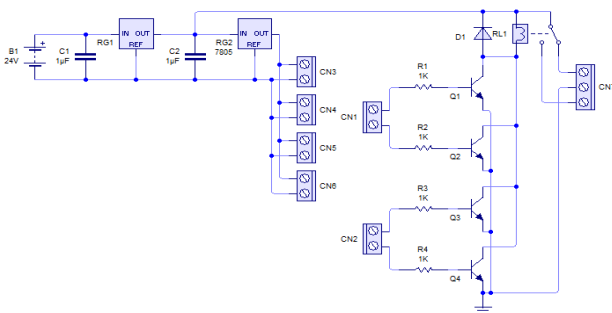 B1
24V
C1
1µF
RG1
IN OUT
REF
C2
1µF
RG2
7805
IN OUT
REF
CN3
CN4
CN5
CN6
D1
RL1
CN
R1
1K
Q1
CN1
R2
1K
Q2
R3
1K
Q3
CN2
R4
1K
Q4